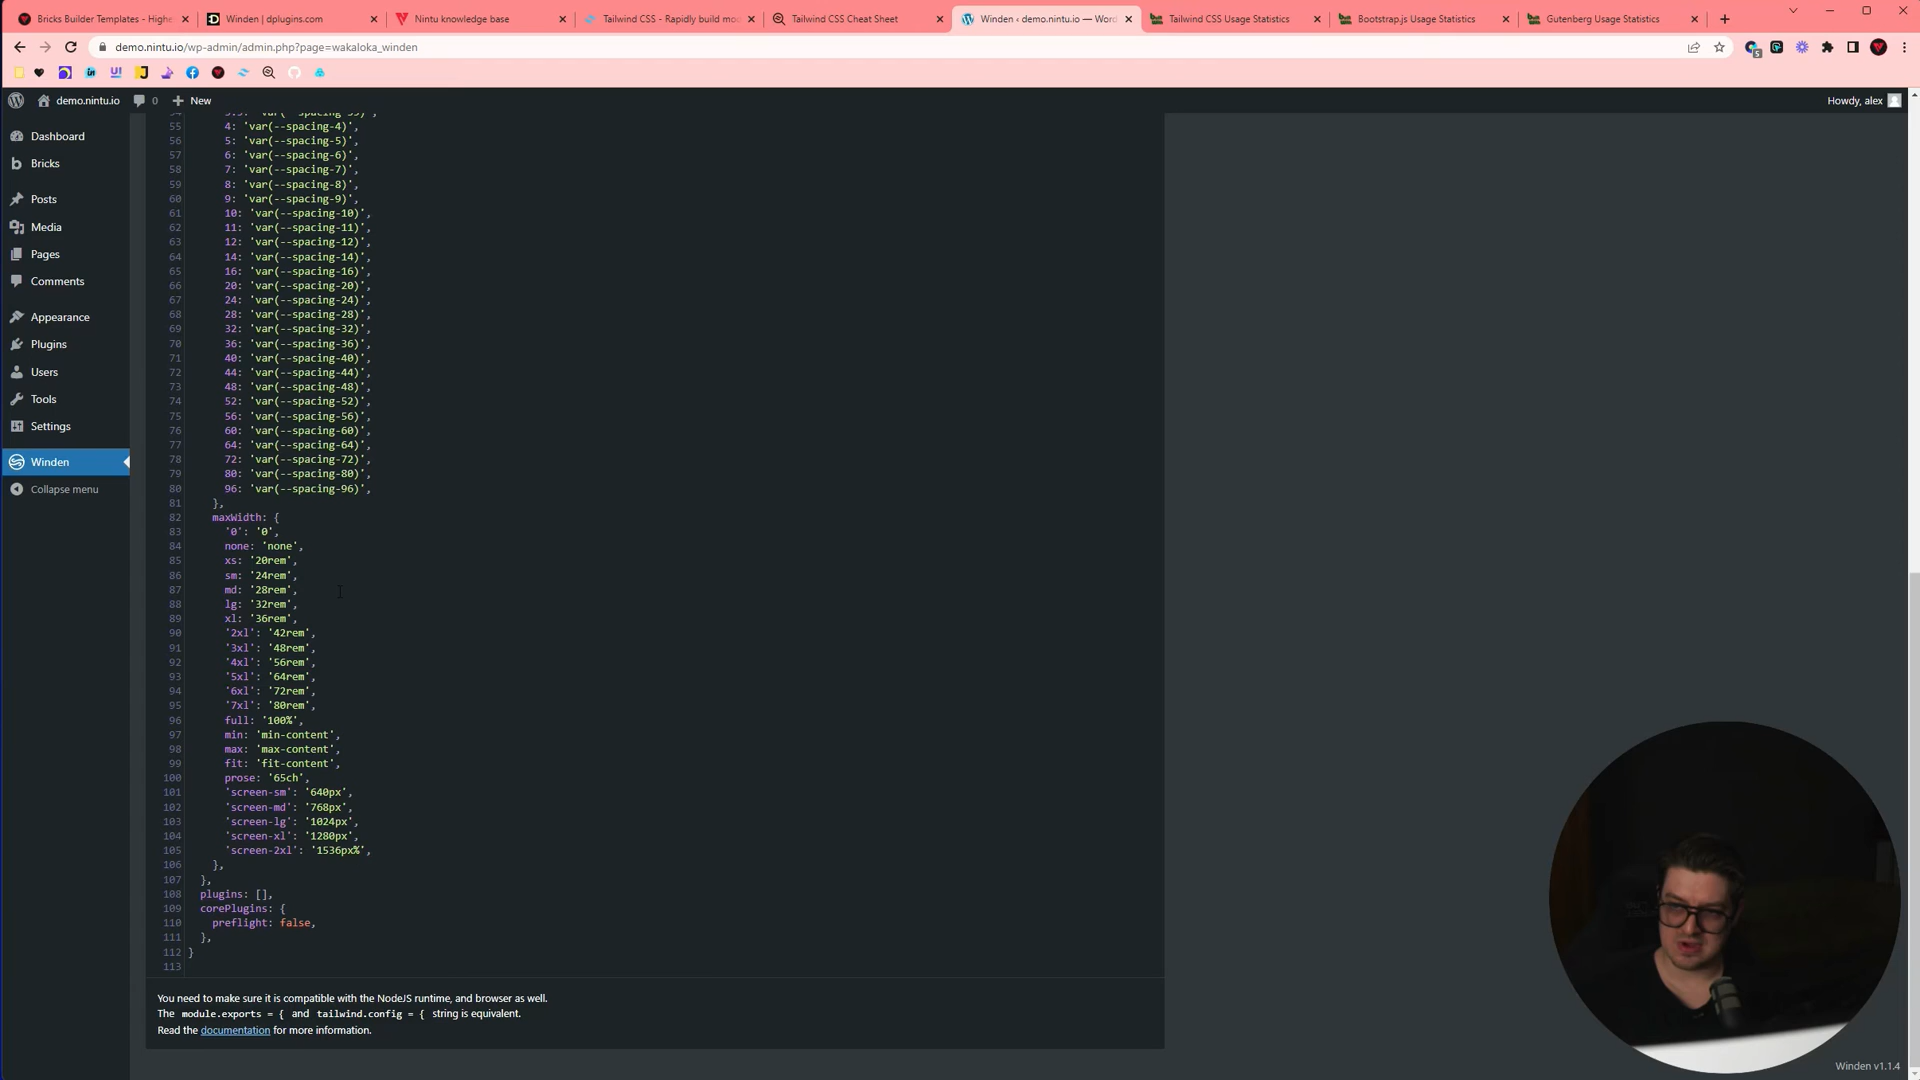 Bricks Builder Templates - Highe
Winden | dplugins.com
Nintu knowledge base
Tailwind CSS - Rapidly build mod
Tailwind CSS Cheat Sheet
Winden ‹ demo.nintu.io — Word
Tailwind CSS Usage Statistics
Bootstrap.js Usage Statistics
Gutenberg Usage Statistics
demo.nintu.io/wp-admin/admin.php?page=wakaloka_winden
demo.nintu.io
0
New
Howdy, alex
Dashboard
Bricks
Posts
Media
Pages
Comments
Appearance
Plugins
Users
Tools
Settings
Winden
Collapse menu
55 4: 'var(--spacing-4)',
56 5: 'var(--spacing-5)',
57 6: 'var(--spacing-6)',
58 7: 'var(--spacing-7)',
59 8: 'var(--spacing-8)',
60 9: 'var(--spacing-9)',
61 10: 'var(--spacing-10)',
62 11: 'var(--spacing-11)',
63 12: 'var(--spacing-12)',
64 14: 'var(--spacing-14)',
65 16: 'var(--spacing-16)',
66 20: 'var(--spacing-20)',
67 24: 'var(--spacing-24)',
68 28: 'var(--spacing-28)',
69 32: 'var(--spacing-32)',
70 36: 'var(--spacing-36)',
71 40: 'var(--spacing-40)',
72 44: 'var(--spacing-44)',
73 48: 'var(--spacing-48)',
74 52: 'var(--spacing-52)',
75 56: 'var(--spacing-56)',
76 60: 'var(--spacing-60)',
77 64: 'var(--spacing-64)',
78 72: 'var(--spacing-72)',
79 80: 'var(--spacing-80)',
80 96: 'var(--spacing-96)',
81 },
82 maxWidth: {
83 '0': '0',
84 none: 'none',
85 xs: '20rem',
86 sm: '24rem',
87 md: '28rem',
88 lg: '32rem',
89 xl: '36rem',
90 '2xl': '42rem',
91 '3xl': '48rem',
92 '4xl': '56rem',
93 '5xl': '64rem',
94 '6xl': '72rem',
95 '7xl': '80rem',
96 full: '100%',
97 min: 'min-content',
98 max: 'max-content',
99 fit: 'fit-content',
100 prose: '65ch',
101 'screen-sm': '640px',
102 'screen-md': '768px',
103 'screen-lg': '1024px',
104 'screen-xl': '1280px',
105 'screen-2xl': '1536px%',
106 },
107 },
108 plugins: [],
109 corePlugins: {
110 preflight: false,
111 },
112 }
113
You need to make sure it is compatible with the NodeJS runtime, and browser as well.
The module.exports = { and tailwind.config = { string is equivalent.
Read the documentation for more information.
Winden v1.1.4